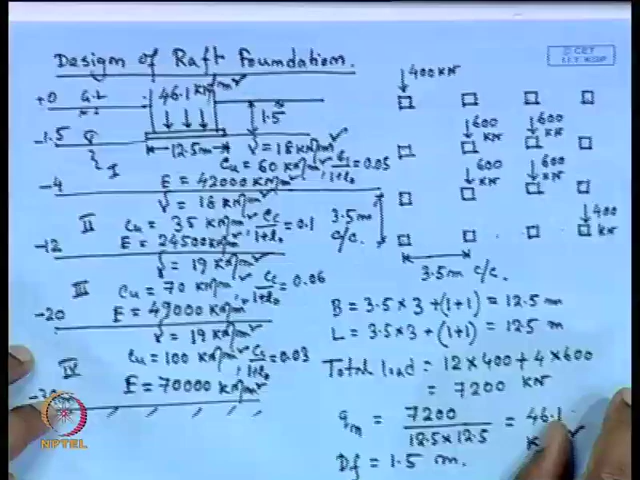 Design of Raft foundation.
© CET
I.I.T. KGP
+0 G.L
46.1 kN/m²
1.5
-1.5
12.5m
γ = 18 kN/m³
I
Cu = 60 kN/m², Cc/1+e₀ = 0.05
E = 42000 kN/m²
-4
γ = 18 kN/m³
II
Cu = 35 kN/m² Cc/1+e₀ = 0.1
E = 24500 kN/m²
-12
γ = 19 kN/m³
III
Cu = 70 kN/m², Cc/1+e₀ = 0.06
E = 49000 kN/m²
-20
γ = 19 kN/m³
IV
Cu = 100 kN/m², Cc/1+e₀ = 0.03
E = 70000 kN/m²
400 kN
600 kN
600 kN
600 kN
600 kN
400 kN
3.5m c/c.
3.5m c/c.
B = 3.5 × 3 + (1+1) = 12.5 m
L = 3.5 × 3 + (1+1) = 12.5 m
Total load = 12 × 400 + 4 × 600
= 7200 kN
qₙ = 7200 / 12.5 × 12.5 = 46.1
Df = 1.5 m.
NPTEL